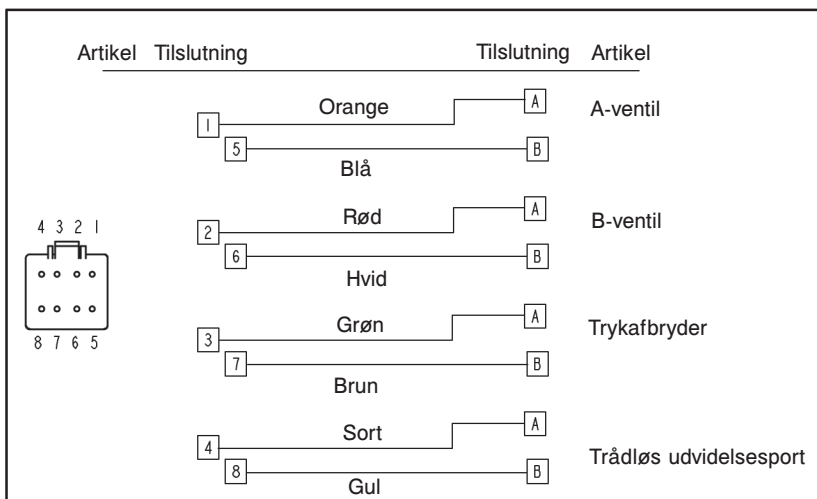 Artikel Tilslutning Tilslutning Artikel
Orange A A-ventil
1
5 B
Blå
Rød A B-ventil
2
6 B
Hvid
4 3 2 1
8 7 6 5
Grøn A Trykafbryder
3
7 B
Brun
Sort A
4
8 B Trådløs udvidelsesport
Gul